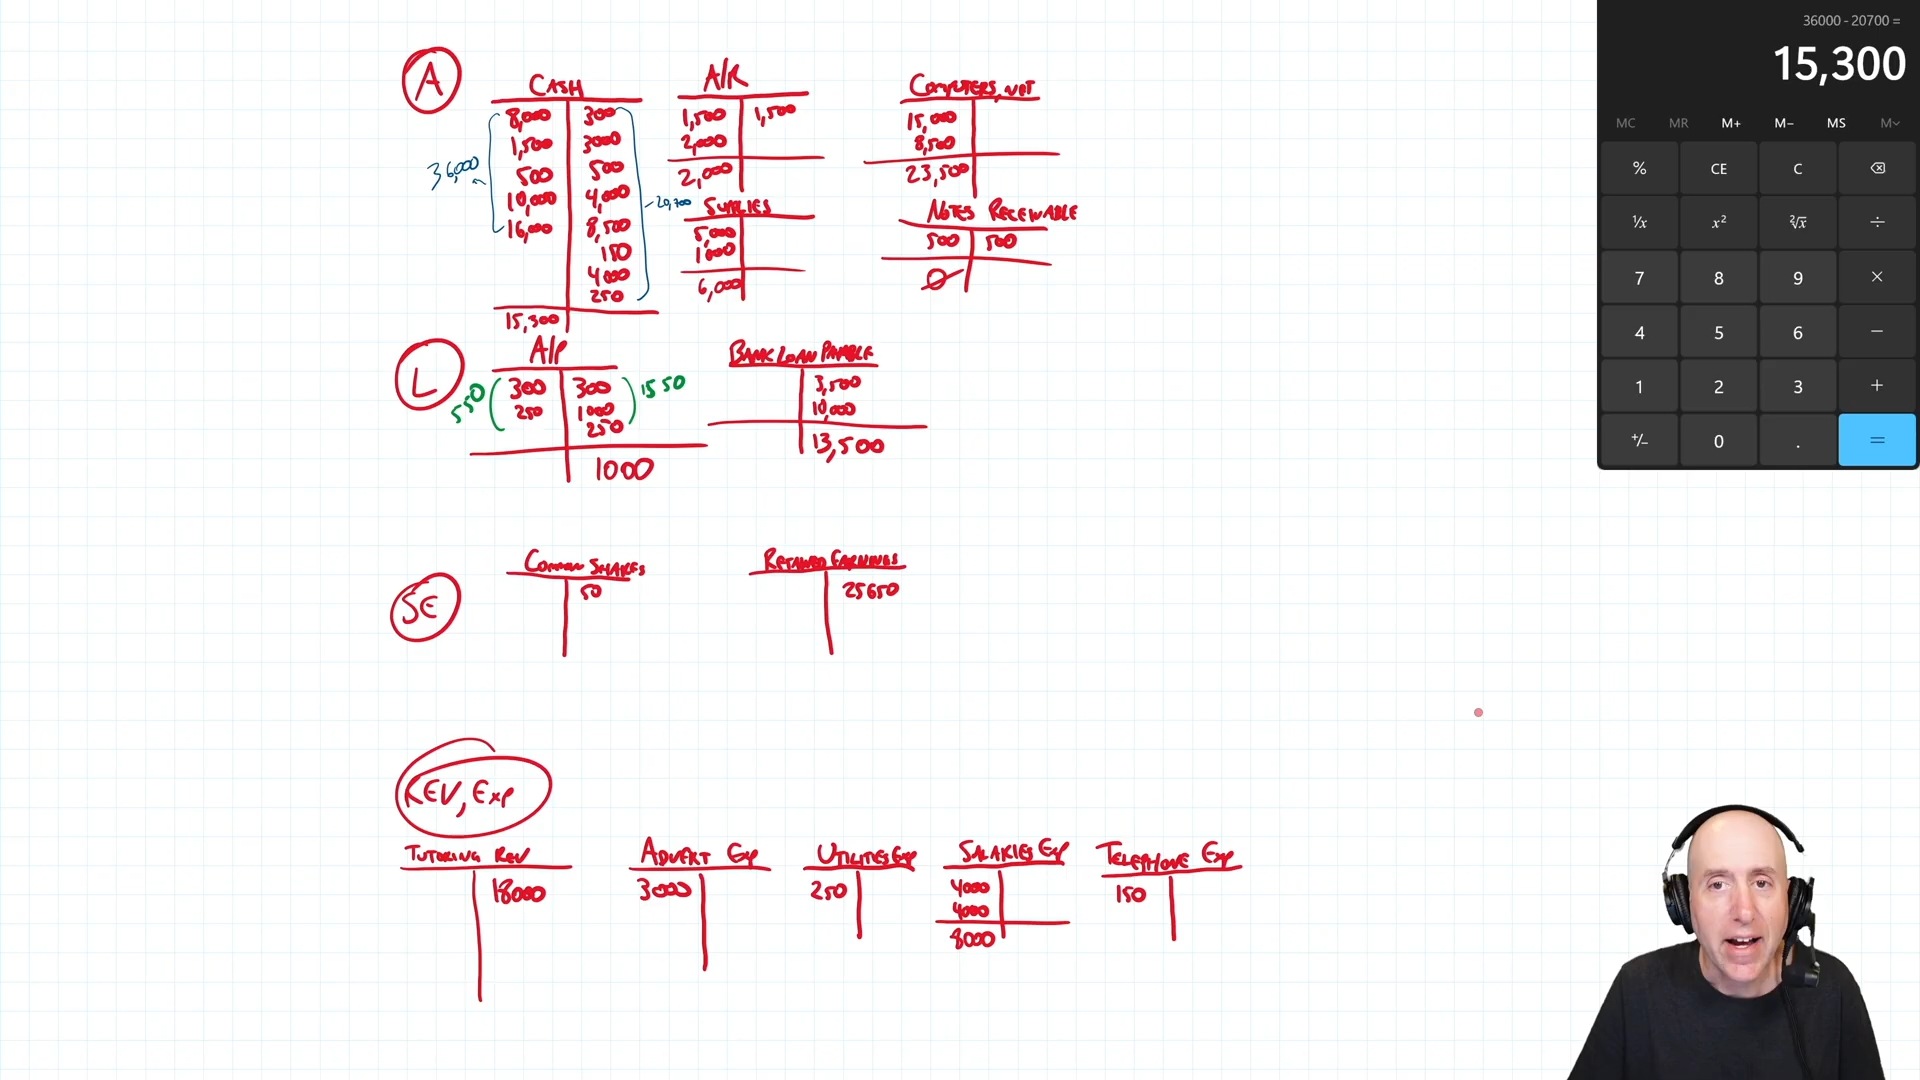 A
CASH
8,000 300
1,500 3000
500 500
10,000 4,000
16,000 8,500
150
4000
250
15,300
36,000
20,700
A/R
1,500 1,500
2,000
2,000
SUPPLIES
5,000
1000
6,000
COMPUTERS, NET
15,000
8,500
23,500
NOTES RECEIVABLE
500 500
0
L
A/P
300 300
250 1000
250
1000
550
1550
BANK LOAN PAYABLE
3,500
10,000
13,500
SE
COMMON SHARES
50
RETAINED EARNINGS
25650
REV, EXP
TUTORING REV
18000
ADVERT EXP
3000
UTILITIES EXP
250
SALARIES EXP
4000
4000
8000
TELEPHONE EXP
150
36000 - 20700 =
15,300
MC MR M+ M− MS M˅
% CE C ⌫
¹/x x² ²√x ÷
7 8 9 ×
4 5 6 −
1 2 3 +
+/− 0 . =